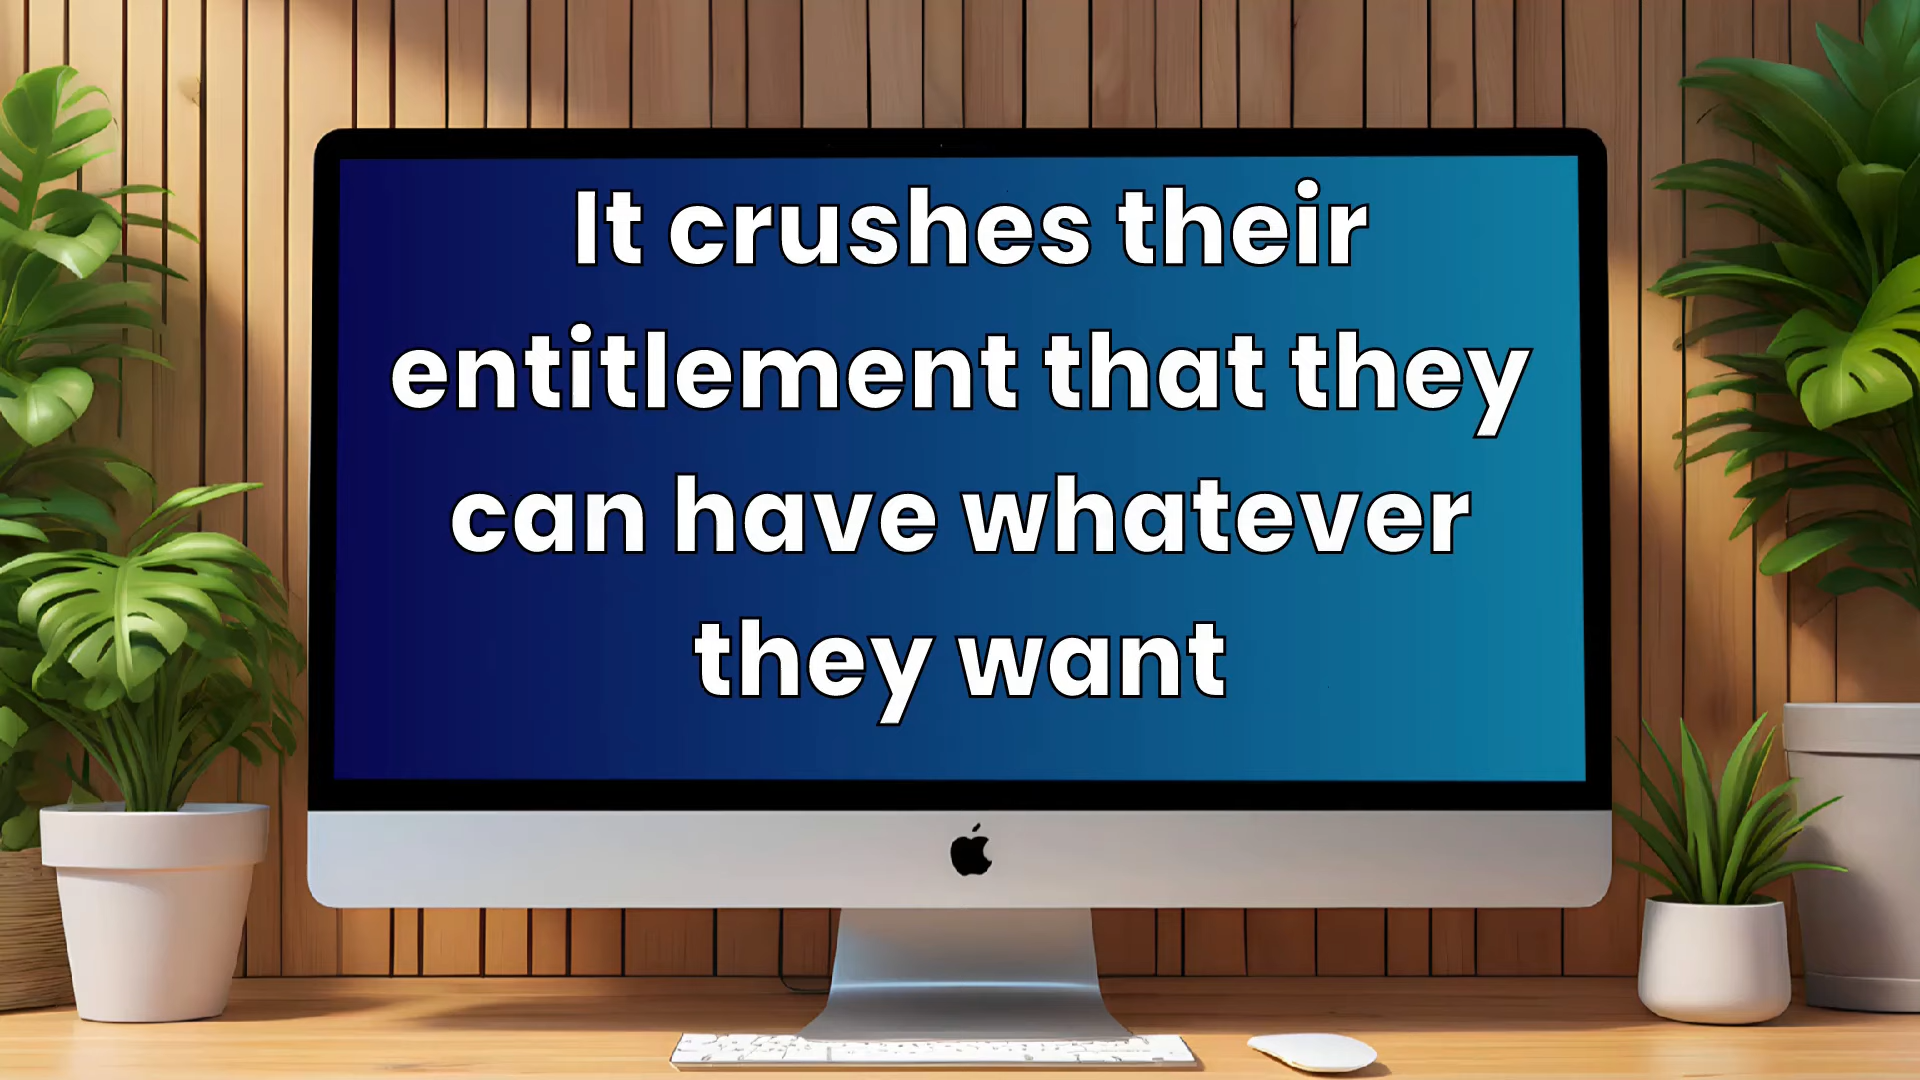 It crushes their
entitlement that they
can have whatever
they want